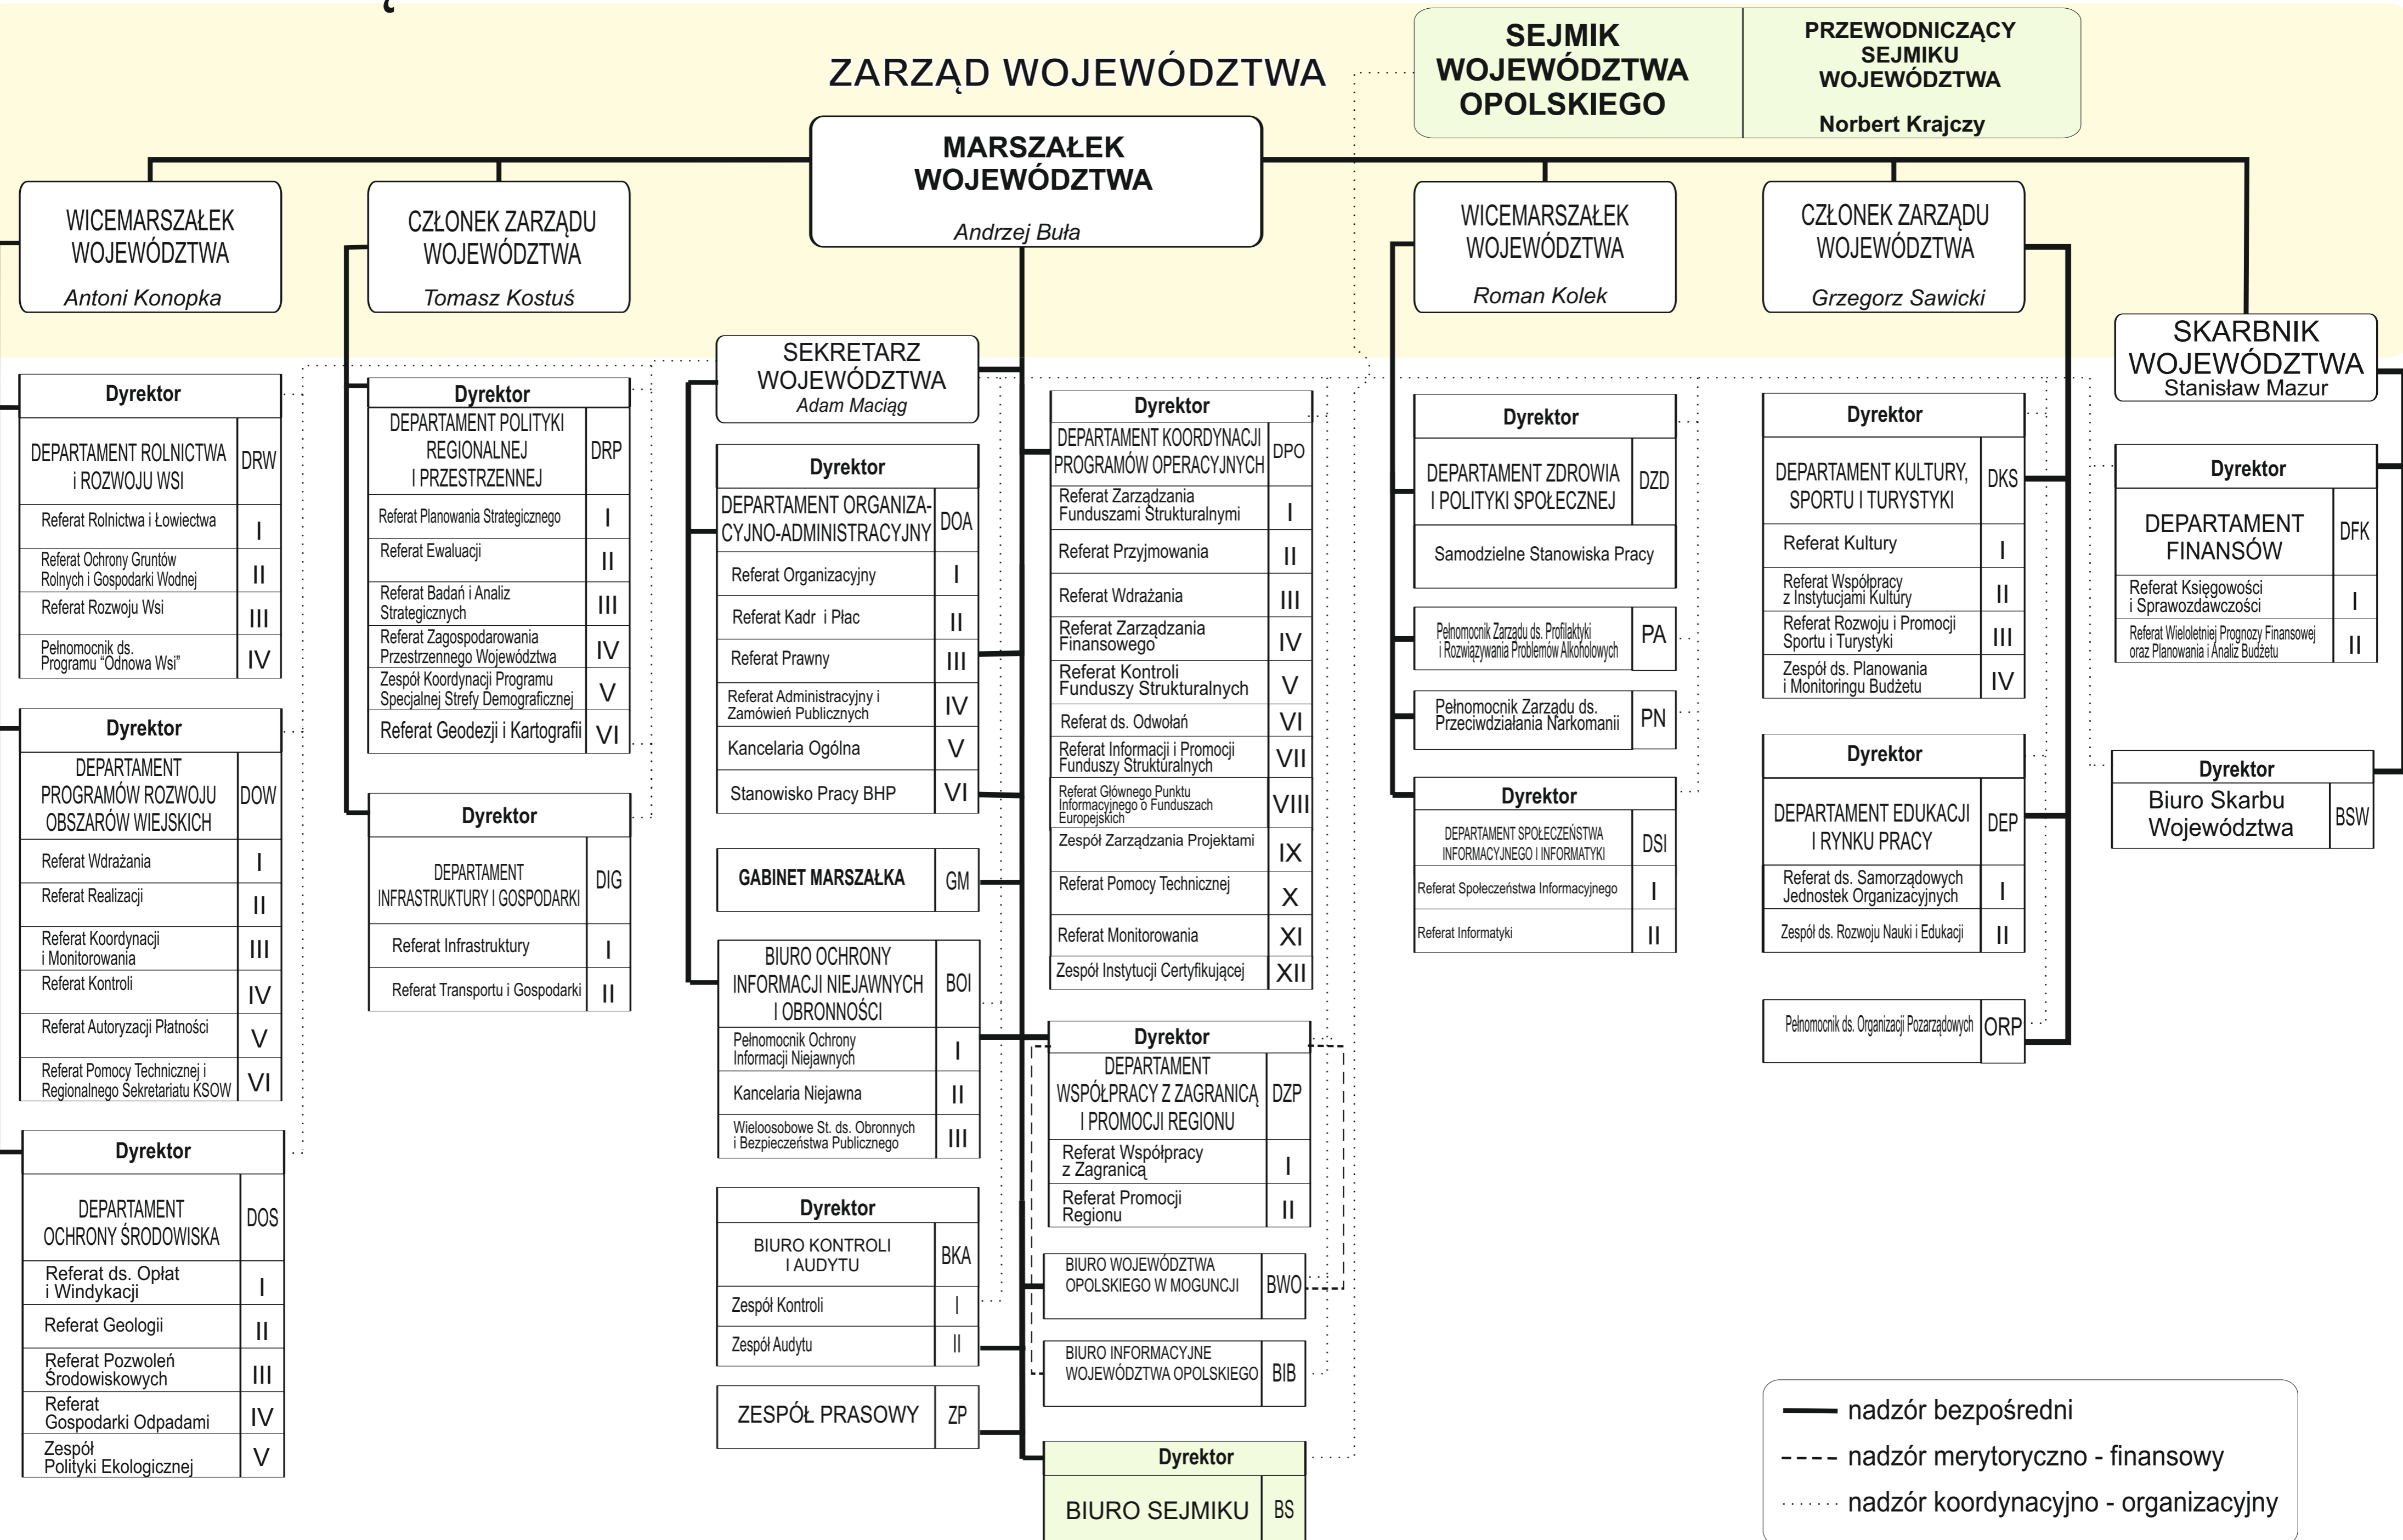 ZARZĄD WOJEWÓDZTWA
SEJMIK
WOJEWÓDZTWA
OPOLSKIEGO
PRZEWODNICZĄCY
SEJMIKU
WOJEWÓDZTWA
Norbert Krajczy
MARSZAŁEK
WOJEWÓDZTWA
Andrzej Buła
WICEMARSZAŁEK
WOJEWÓDZTWA
Antoni Konopka
CZŁONEK ZARZĄDU
WOJEWÓDZTWA
Tomasz Kostuś
WICEMARSZAŁEK
WOJEWÓDZTWA
Roman Kolek
CZŁONEK ZARZĄDU
WOJEWÓDZTWA
Grzegorz Sawicki
SKARBNIK
WOJEWÓDZTWA
Stanisław Mazur
SEKRETARZ
WOJEWÓDZTWA
Adam Maciąg
Dyrektor
DEPARTAMENT ROLNICTWA
i ROZWOJU WSI
DRW
Referat Rolnictwa i Łowiectwa
I
Referat Ochrony Gruntów
Rolnych i Gospodarki Wodnej
II
Referat Rozwoju Wsi
III
Pełnomocnik ds.
Programu “Odnowa Wsi”
IV
Dyrektor
DEPARTAMENT
PROGRAMÓW ROZWOJU
OBSZARÓW WIEJSKICH
DOW
Referat Wdrażania
I
Referat Realizacji
II
Referat Koordynacji
i Monitorowania
III
Referat Kontroli
IV
Referat Autoryzacji Płatności
V
Referat Pomocy Technicznej i
Regionalnego Sekretariatu KSOW
VI
Dyrektor
DEPARTAMENT
OCHRONY ŚRODOWISKA
DOS
Referat ds. Opłat
i Windykacji
I
Referat Geologii
II
Referat Pozwoleń
Środowiskowych
III
Referat
Gospodarki Odpadami
IV
Zespół
Polityki Ekologicznej
V
Dyrektor
DEPARTAMENT POLITYKI
REGIONALNEJ
I PRZESTRZENNEJ
DRP
Referat Planowania Strategicznego
I
Referat Ewaluacji
II
Referat Badań i Analiz
Strategicznych
III
Referat Zagospodarowania
Przestrzennego Województwa
IV
Zespół Koordynacji Programu
Specjalnej Strefy Demograficznej
V
Referat Geodezji i Kartografii
VI
Dyrektor
DEPARTAMENT
INFRASTRUKTURY I GOSPODARKI
DIG
Referat Infrastruktury
I
Referat Transportu i Gospodarki
II
Dyrektor
DEPARTAMENT ORGANIZA-
CYJNO-ADMINISTRACYJNY
DOA
Referat Organizacyjny
I
Referat Kadr i Płac
II
Referat Prawny
III
Referat Administracyjny i
Zamówień Publicznych
IV
Kancelaria Ogólna
V
Stanowisko Pracy BHP
VI
GABINET MARSZAŁKA
GM
BIURO OCHRONY
INFORMACJI NIEJAWNYCH
I OBRONNOŚCI
BOI
Pełnomocnik Ochrony
Informacji Niejawnych
I
Kancelaria Niejawna
II
Wieloosobowe St. ds. Obronnych
i Bezpieczeństwa Publicznego
III
Dyrektor
BIURO KONTROLI
I AUDYTU
BKA
Zespół Kontroli
I
Zespół Audytu
II
ZESPÓŁ PRASOWY
ZP
Dyrektor
DEPARTAMENT KOORDYNACJI
PROGRAMÓW OPERACYJNYCH
DPO
Referat Zarządzania
Funduszami Strukturalnymi
I
Referat Przyjmowania
II
Referat Wdrażania
III
Referat Zarządzania
Finansowego
IV
Referat Kontroli
Funduszy Strukturalnych
V
Referat ds. Odwołań
VI
Referat Informacji i Promocji
Funduszy Strukturalnych
VII
Referat Głównego Punktu
Informacyjnego o Funduszach
Europejskich
VIII
Zespół Zarządzania Projektami
IX
Referat Pomocy Technicznej
X
Referat Monitorowania
XI
Zespół Instytucji Certyfikującej
XII
Dyrektor
DEPARTAMENT
WSPÓŁPRACY Z ZAGRANICĄ
I PROMOCJI REGIONU
DZP
Referat Współpracy
z Zagranicą
I
Referat Promocji
Regionu
II
BIURO WOJEWÓDZTWA
OPOLSKIEGO W MOGUNCJI
BWO
BIURO INFORMACYJNE
WOJEWÓDZTWA OPOLSKIEGO
BIB
Dyrektor
BIURO SEJMIKU
BS
Dyrektor
DEPARTAMENT ZDROWIA
I POLITYKI SPOŁECZNEJ
DZD
Samodzielne Stanowiska Pracy
Pełnomocnik Zarządu ds. Profilaktyki
i Rozwiązywania Problemów Alkoholowych
PA
Pełnomocnik Zarządu ds.
Przeciwdziałania Narkomanii
PN
Dyrektor
DEPARTAMENT SPOŁECZEŃSTWA
INFORMACYJNEGO I INFORMATYKI
DSI
Referat Społeczeństwa Informacyjnego
I
Referat Informatyki
II
Dyrektor
DEPARTAMENT KULTURY,
SPORTU I TURYSTYKI
DKS
Referat Kultury
I
Referat Współpracy
z Instytucjami Kultury
II
Referat Rozwoju i Promocji
Sportu i Turystyki
III
Zespół ds. Planowania
i Monitoringu Budżetu
IV
Dyrektor
DEPARTAMENT EDUKACJI
I RYNKU PRACY
DEP
Referat ds. Samorządowych
Jednostek Organizacyjnych
I
Zespół ds. Rozwoju Nauki i Edukacji
II
Pełnomocnik ds. Organizacji Pozarządowych
ORP
Dyrektor
DEPARTAMENT
FINANSÓW
DFK
Referat Księgowości
i Sprawozdawczości
I
Referat Wieloletniej Prognozy Finansowej
oraz Planowania i Analiz Budżetu
II
Dyrektor
Biuro Skarbu
Województwa
BSW
nadzór bezpośredni
nadzór merytoryczno - finansowy
nadzór koordynacyjno - organizacyjny